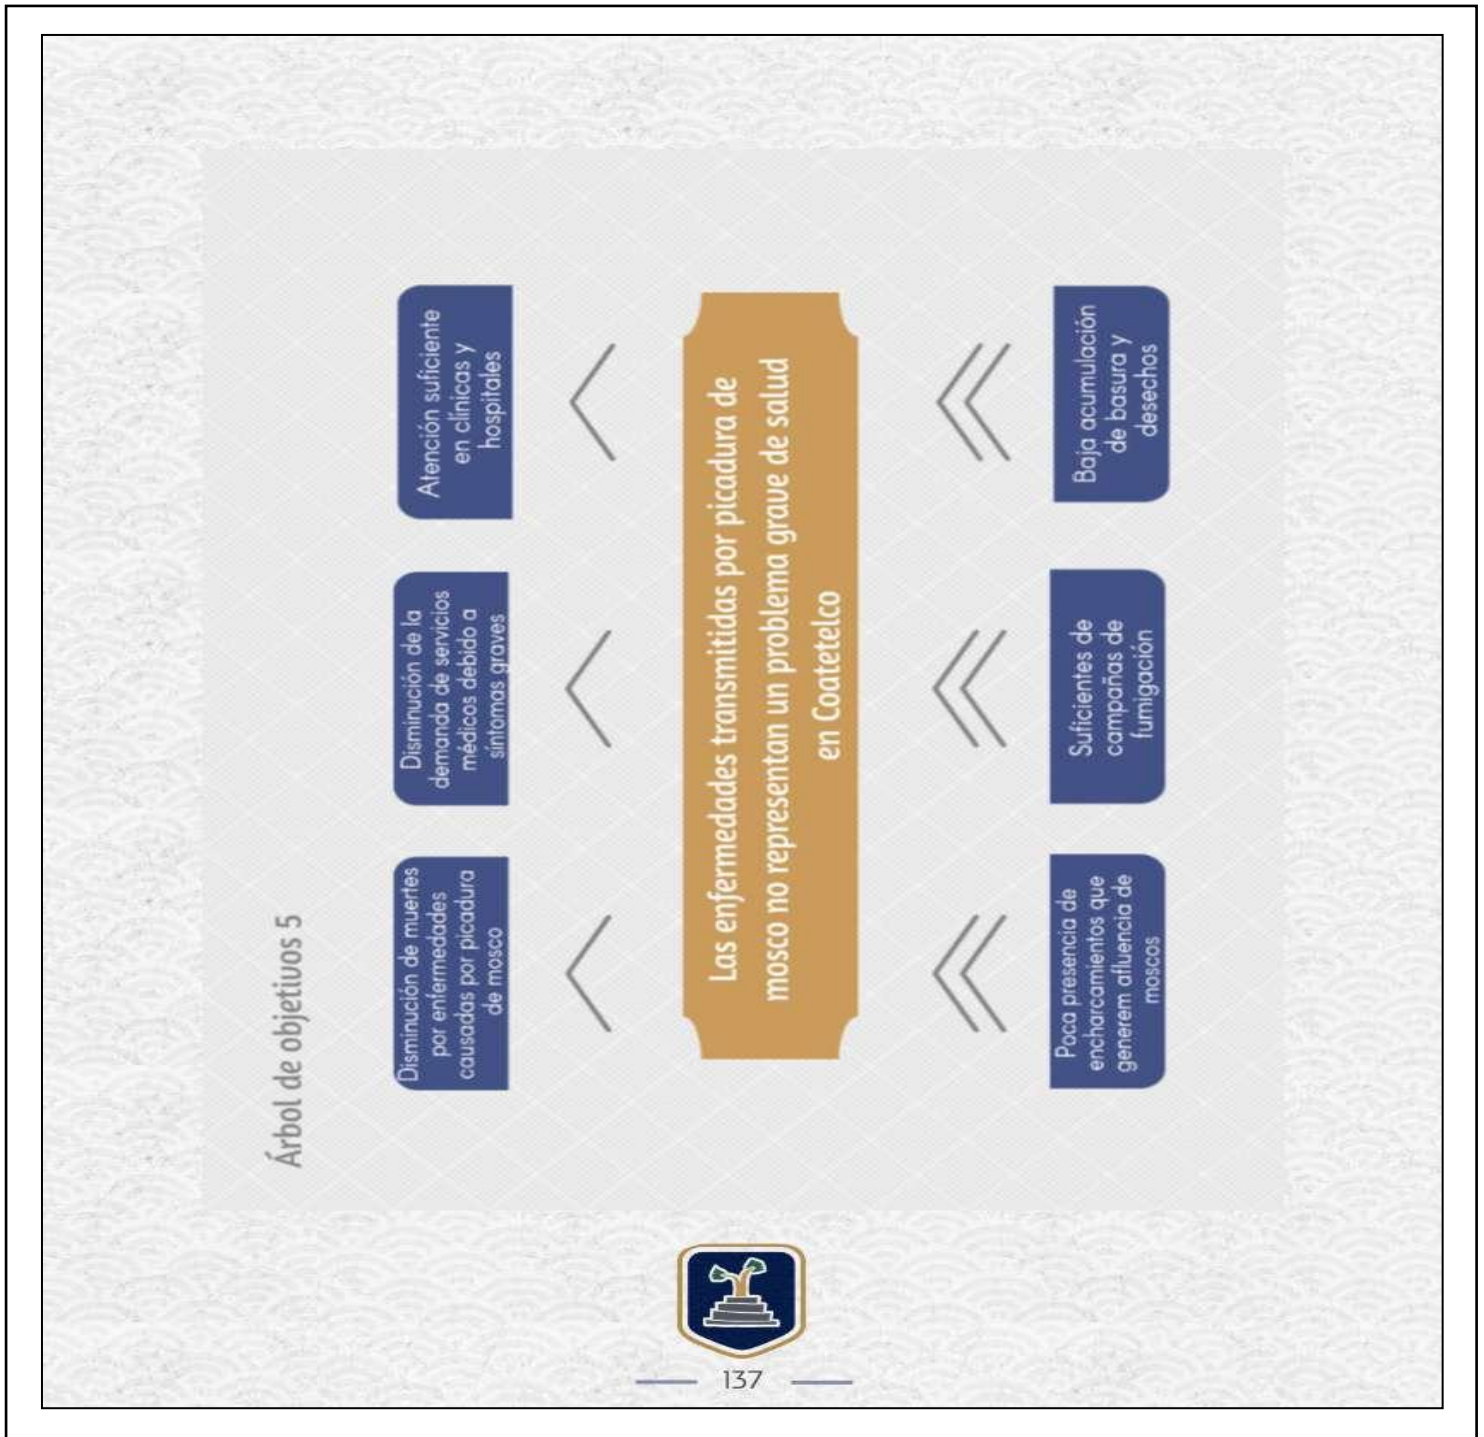 Árbol de objetivos 5
Disminución de muertes
por enfermedades
causadas por picadura
de mosco
Disminución de la
demanda de servicios
médicos debido a
síntomas graves
Atención suficiente
en clínicas y
hospitales
Las enfermedades transmitidas por picadura de
mosco no representan un problema grave de salud
en Coatetelco
Poca presencia de
encharcamientos que
generem afluencia de
moscos
Suficientes de
campañas de
fumigación
Baja acumulación
de basura y
desechos
137